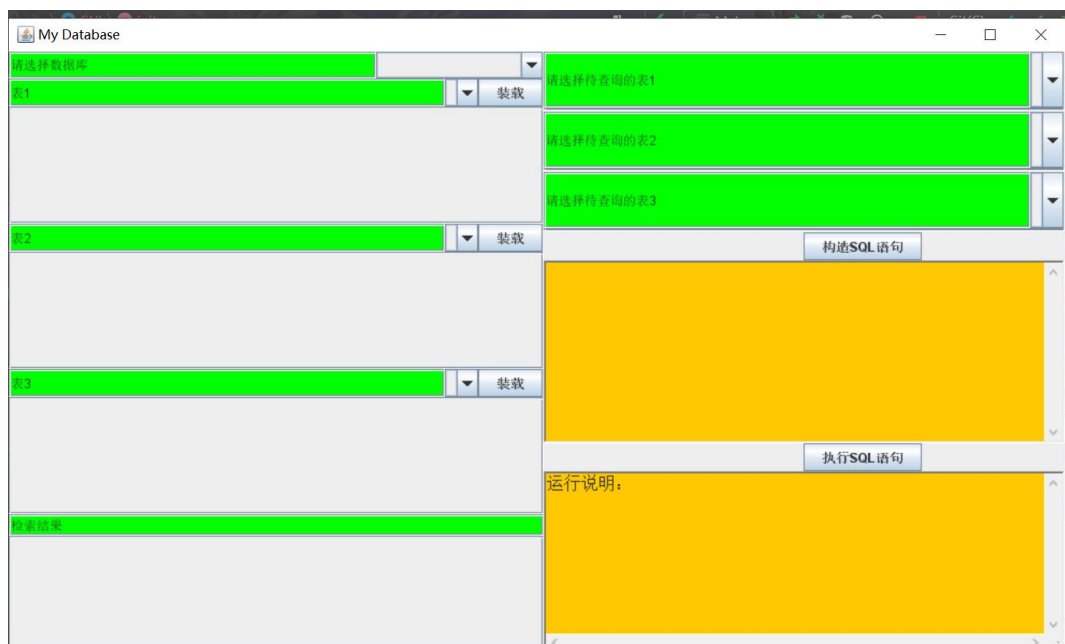 My Database
请选择数据库
表1
装载
表2
装载
表3
装载
检索结果
请选择待查询的表1
请选择待查询的表2
请选择待查询的表3
构造SQL语句
执行SQL语句
运行说明：